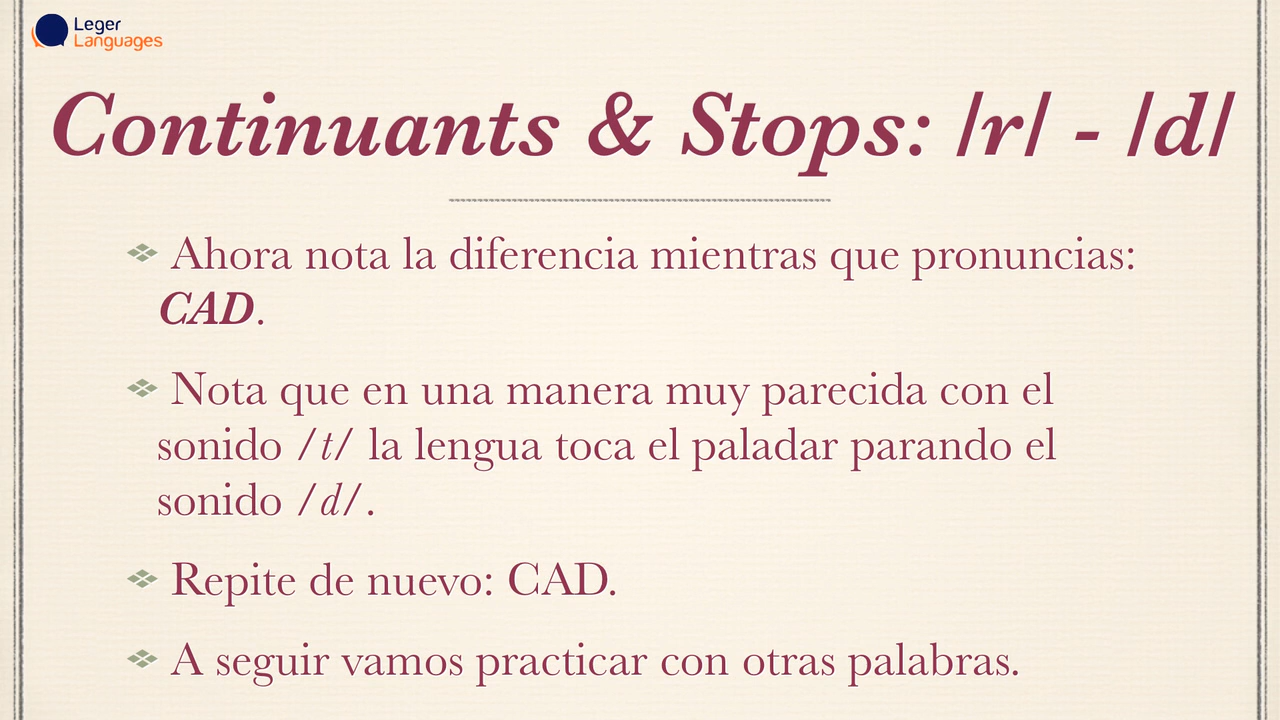 Leger
Languages
Continuants & Stops: /r/ - /d/
Ahora nota la diferencia mientras que pronuncias:
CAD.
Nota que en una manera muy parecida con el
sonido /t/ la lengua toca el paladar parando el
sonido /d/.
Repite de nuevo: CAD.
A seguir vamos practicar con otras palabras.